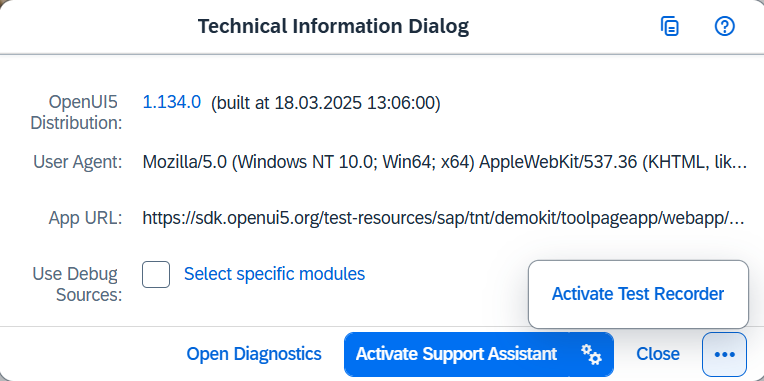 Technical Information Dialog
OpenUI5
Distribution:
1.134.0 (built at 18.03.2025 13:06:00)
User Agent: Mozilla/5.0 (Windows NT 10.0; Win64; x64) AppleWebKit/537.36 (KHTML, lik...
App URL: https://sdk.openui5.org/test-resources/sap/tnt/demokit/toolpageapp/webapp/...
Use Debug
Sources:
Select specific modules
Activate Test Recorder
Open Diagnostics Activate Support Assistant Close